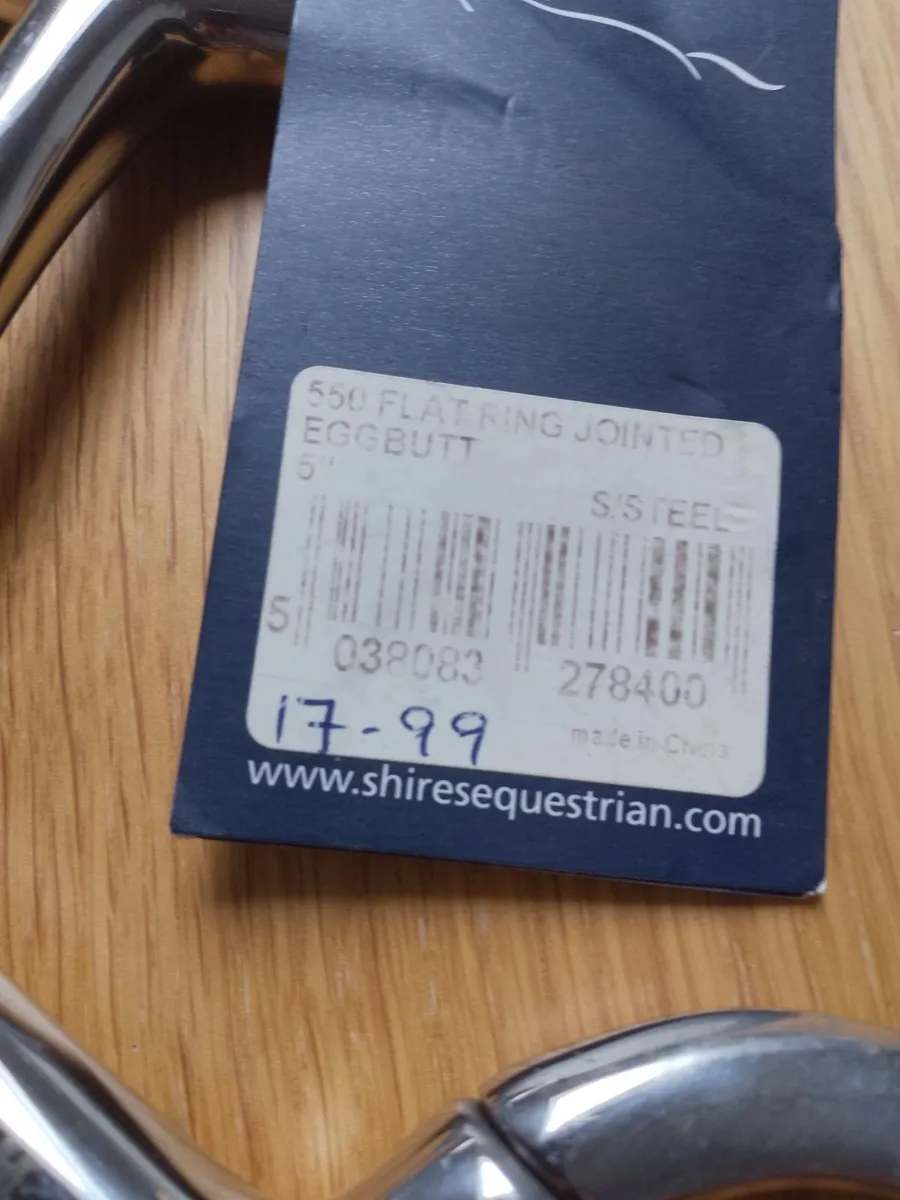 550 FLAT RING JOINTED
EGGBUTT
5"
S/STEEL
5 038083 278400
17-99
made in China
www.shiresequestrian.com